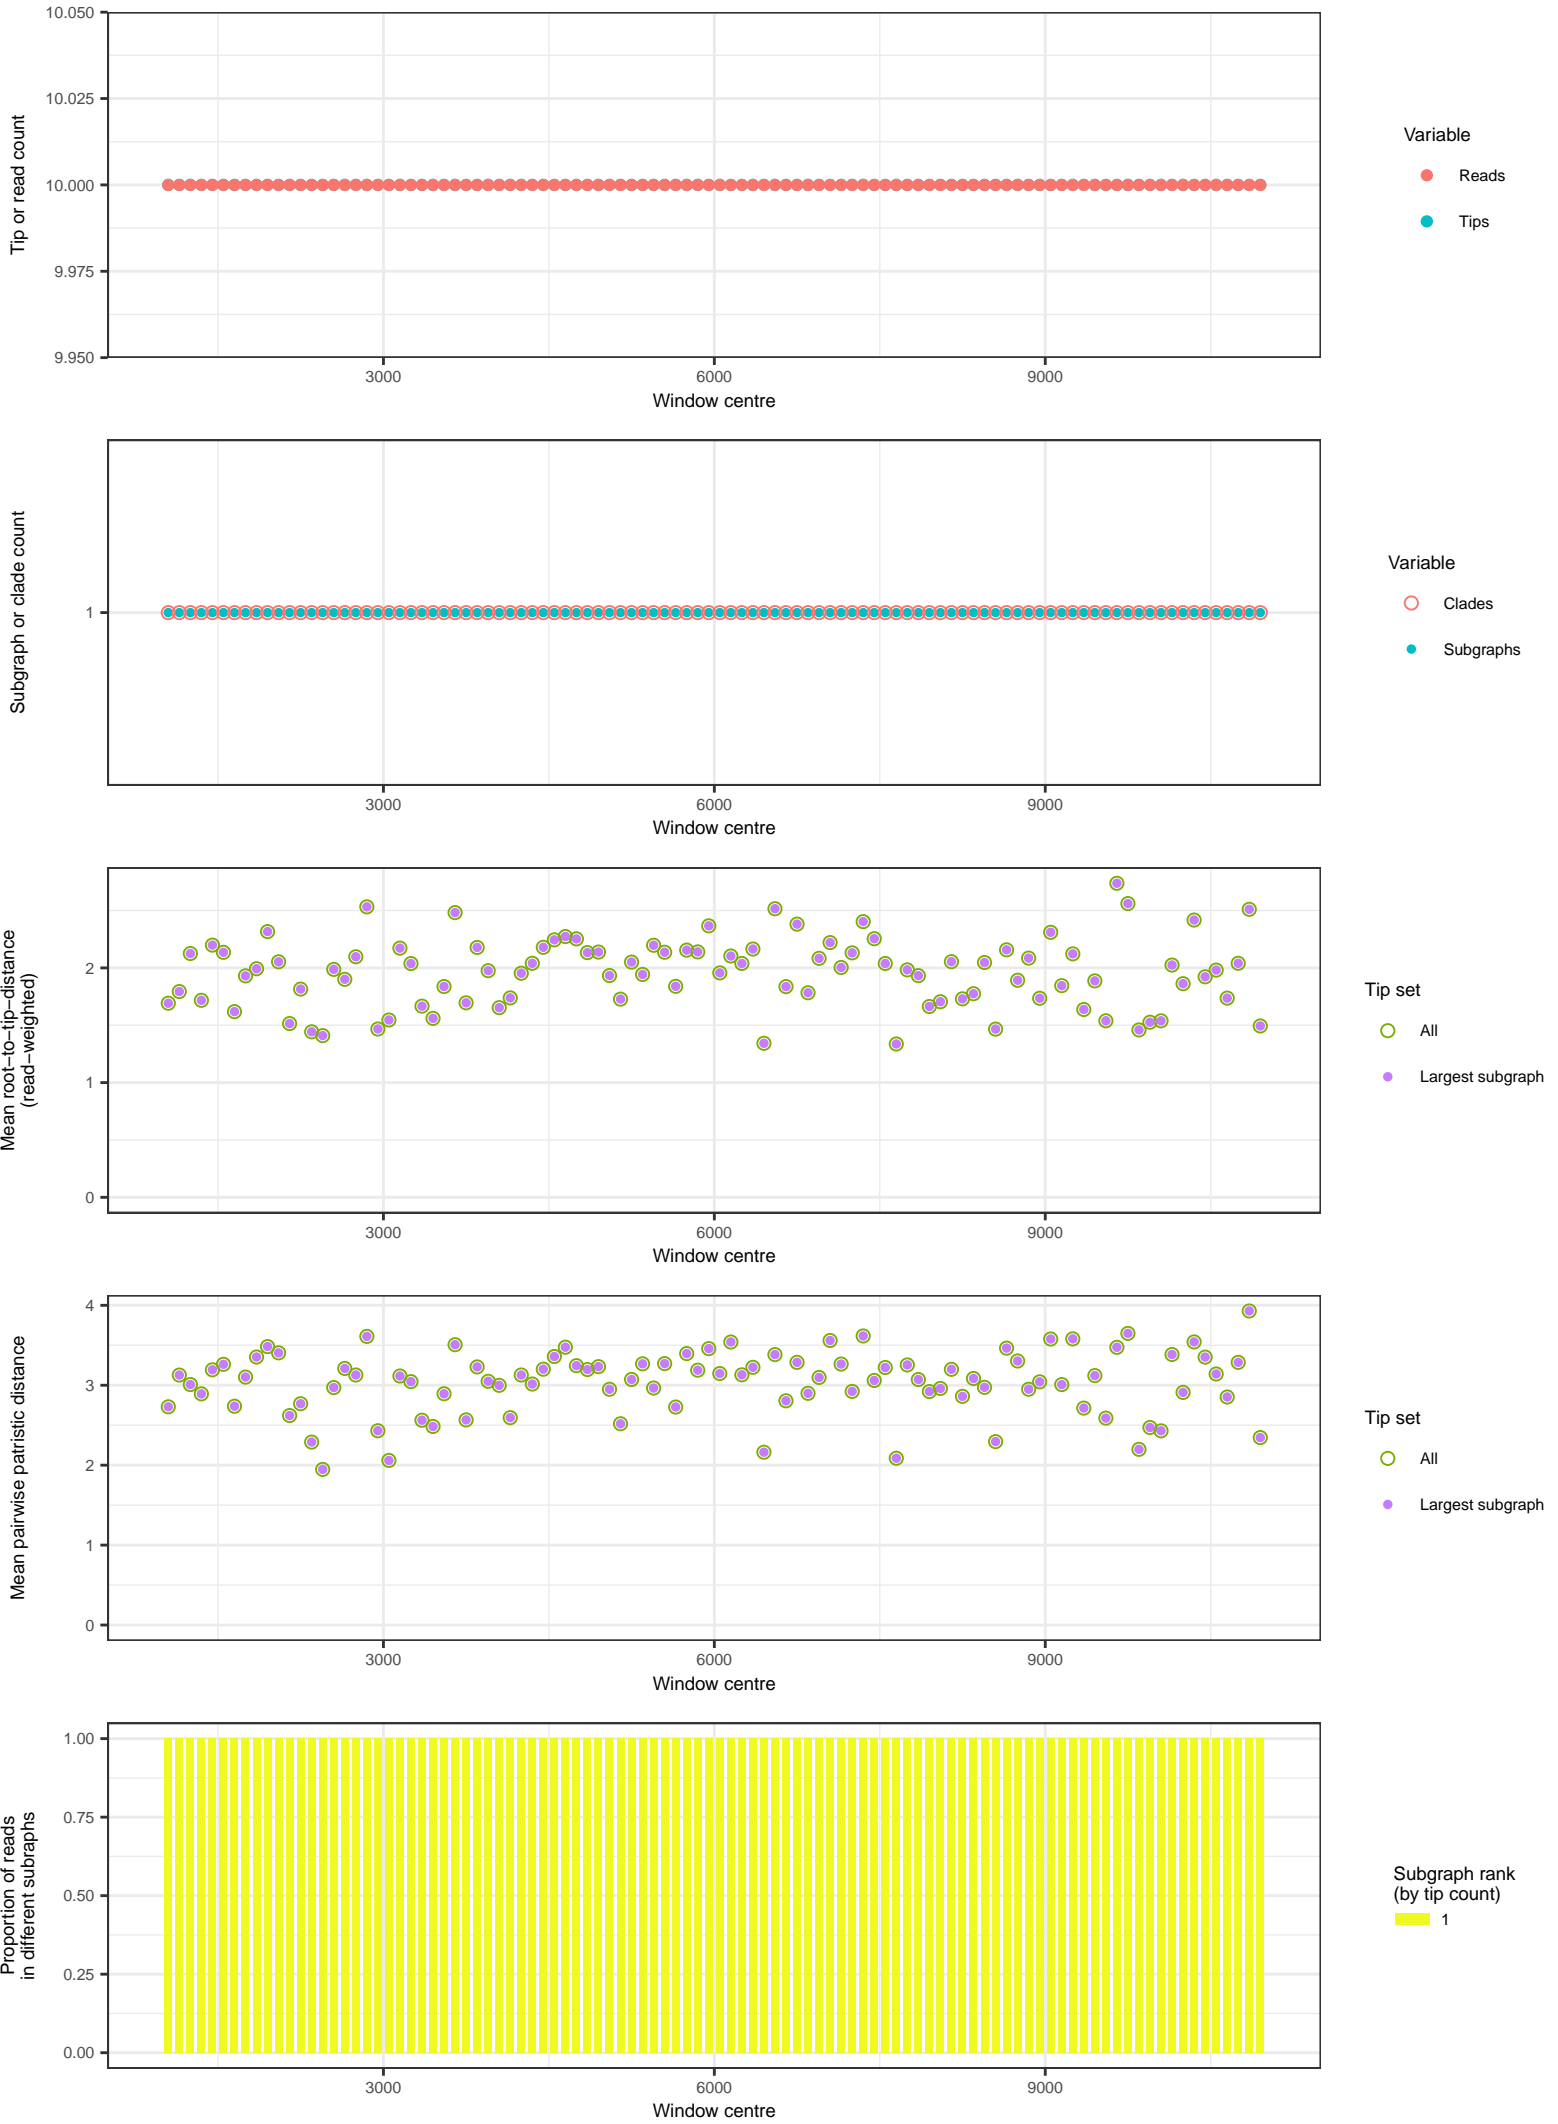 10.050
10.025
10.000
9.975
9.950
Tip or read count
3000
6000
9000
Window centre
Variable
Reads
Tips
1
Subgraph or clade count
3000
6000
9000
Window centre
Variable
Clades
Subgraphs
2
1
0
Mean root−to−tip−distance
(read−weighted)
3000
6000
9000
Window centre
Tip set
All
Largest subgraph
4
3
2
1
0
Mean pairwise patristic distance
3000
6000
9000
Window centre
Tip set
All
Largest subgraph
1.00
0.75
0.50
0.25
0.00
Proportion of reads
in different subraphs
3000
6000
9000
Window centre
Subgraph rank
(by tip count)
1